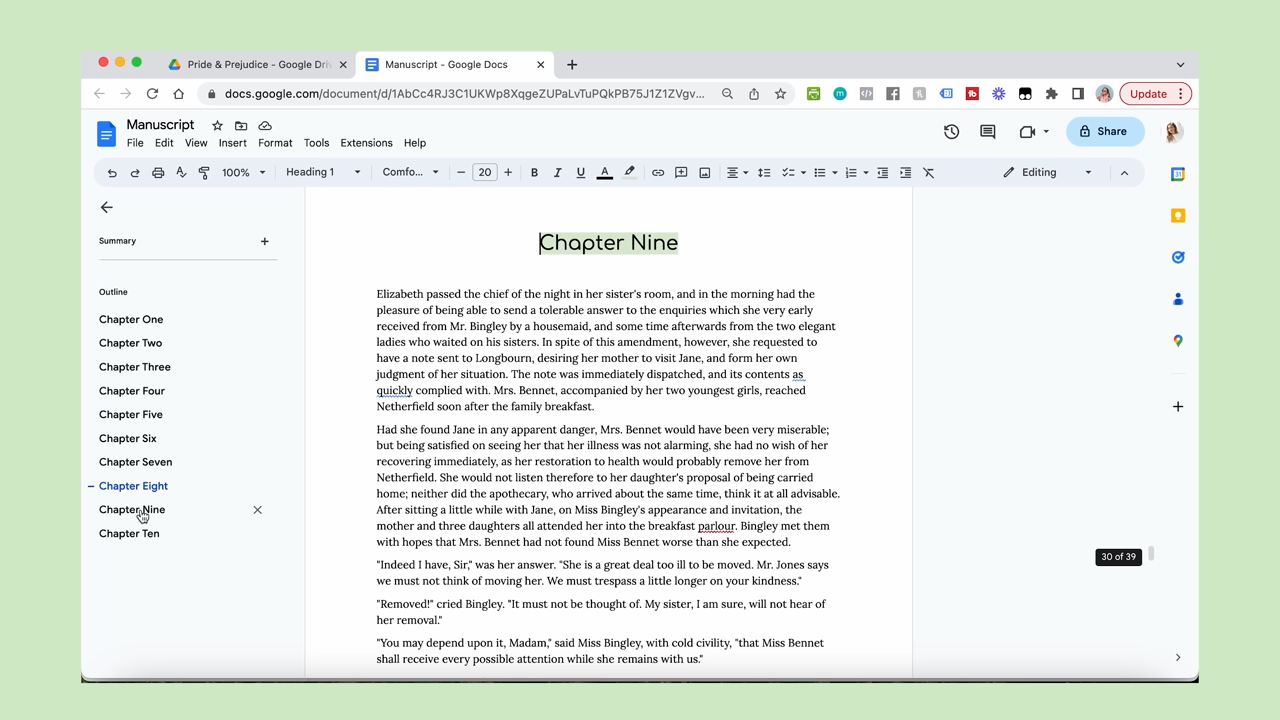 Pride & Prejudice - Google Dri
Manuscript - Google Docs
docs.google.com/document/d/1AbCc4RJ3C1UKWp8XqgeZUPaLvTuPQkPB75J1Z1ZVgv...
Update
Manuscript
File Edit View Insert Format Tools Extensions Help
Share
100% Heading 1 Comfo... 20 B I U A Editing
Summary
Outline
Chapter One
Chapter Two
Chapter Three
Chapter Four
Chapter Five
Chapter Six
Chapter Seven
Chapter Eight
Chapter Nine
Chapter Ten
Chapter Nine
Elizabeth passed the chief of the night in her sister's room, and in the morning had the
pleasure of being able to send a tolerable answer to the enquiries which she very early
received from Mr. Bingley by a housemaid, and some time afterwards from the two elegant
ladies who waited on his sisters. In spite of this amendment, however, she requested to
have a note sent to Longbourn, desiring her mother to visit Jane, and form her own
judgment of her situation. The note was immediately dispatched, and its contents as
quickly complied with. Mrs. Bennet, accompanied by her two youngest girls, reached
Netherfield soon after the family breakfast.
Had she found Jane in any apparent danger, Mrs. Bennet would have been very miserable;
but being satisfied on seeing her that her illness was not alarming, she had no wish of her
recovering immediately, as her restoration to health would probably remove her from
Netherfield. She would not listen therefore to her daughter's proposal of being carried
home; neither did the apothecary, who arrived about the same time, think it at all advisable.
After sitting a little while with Jane, on Miss Bingley's appearance and invitation, the
mother and three daughters all attended her into the breakfast parlour. Bingley met them
with hopes that Mrs. Bennet had not found Miss Bennet worse than she expected.
"Indeed I have, Sir," was her answer. "She is a great deal too ill to be moved. Mr. Jones says
we must not think of moving her. We must trespass a little longer on your kindness."
"Removed!" cried Bingley. "It must not be thought of. My sister, I am sure, will not hear of
her removal."
"You may depend upon it, Madam," said Miss Bingley, with cold civility, "that Miss Bennet
shall receive every possible attention while she remains with us."
30 of 39